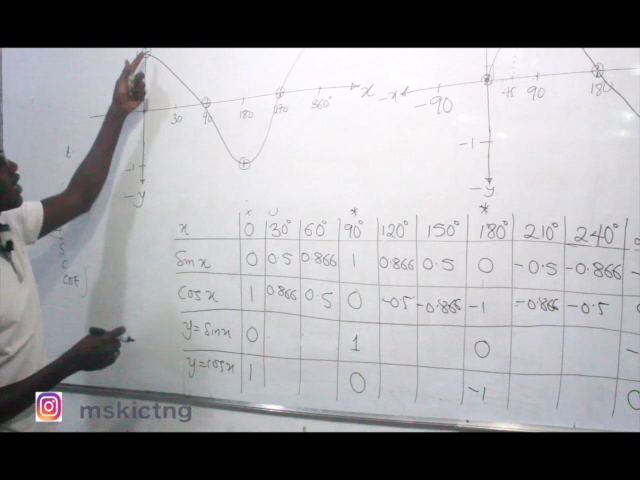 x
30 90 180 270 360°
-1
-y
-x
-90 45 90 180
-1
-y
x 0 30° 60° 90° 120° 150° 180° 210° 240°
Sin x 0 0.5 0.866 1 0.866 0.5 0 -0.5 -0.866
Cos x 1 0.866 0.5 0 -0.5 -0.866 -1 -0.866 -0.5
y=Sin x 0 1 0
y=cos x 1 0 -1 0
cot
mskictng